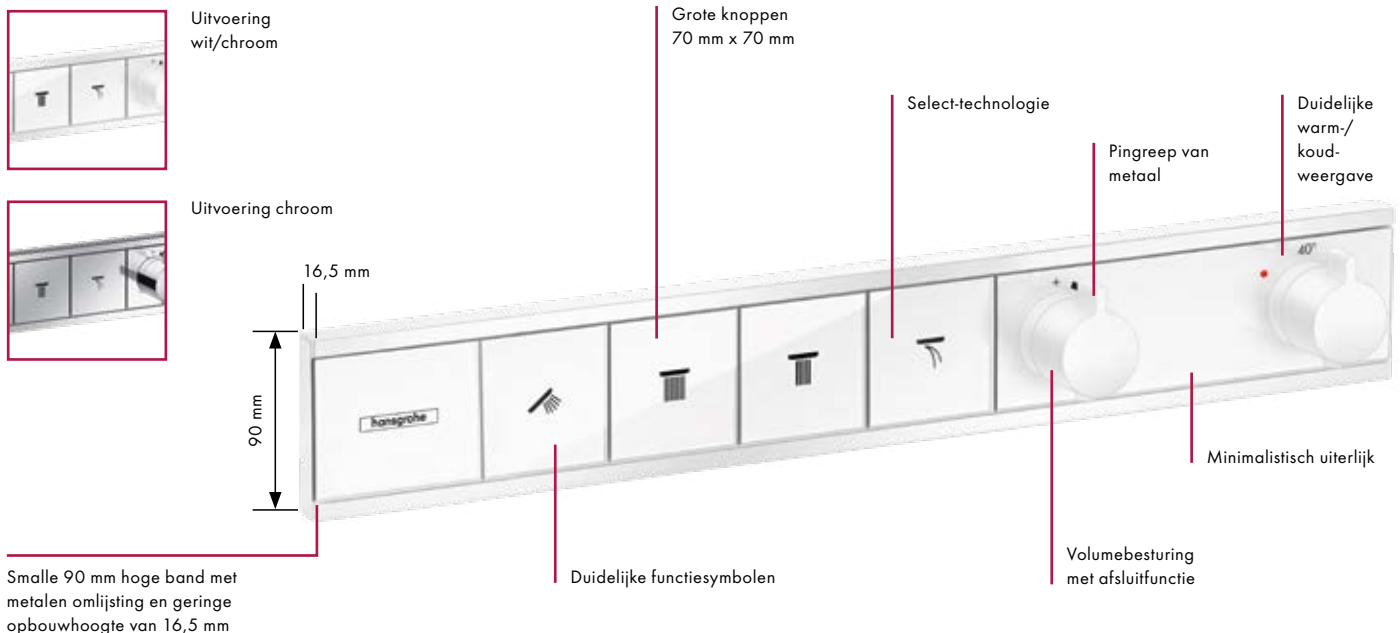 Uitvoering
wit/chroom
Grote knoppen
70 mm x 70 mm
Select-technologie
Duidelijke
warm-/
koud-
weergave
Pingreep van
metaal
Uitvoering chroom
16,5 mm
40°
+
90 mm
hansgrohe
Minimalistisch uiterlijk
Volumebesturing
met afsluitfunctie
Duidelijke functiesymbolen
Smalle 90 mm hoge band met
metalen omlijsting en geringe
opbouwhoogte van 16,5 mm